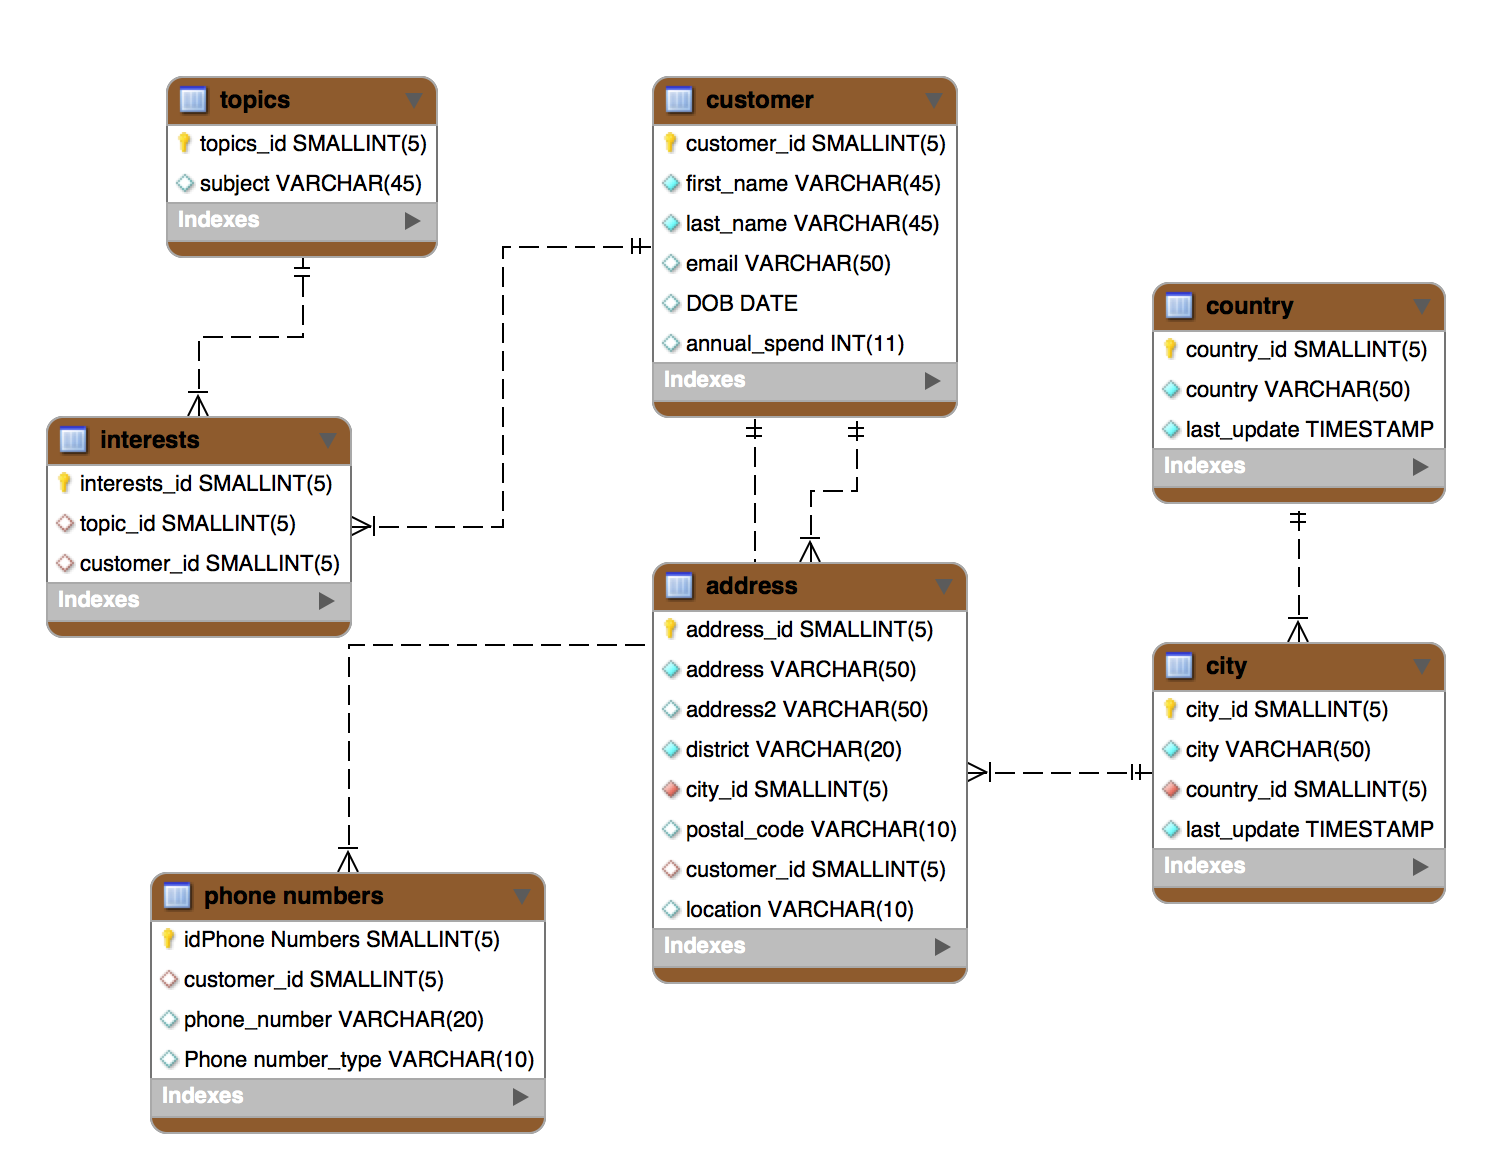 topics
topics_id SMALLINT(5)
subject VARCHAR(45)
Indexes
customer
customer_id SMALLINT(5)
first_name VARCHAR(45)
last_name VARCHAR(45)
email VARCHAR(50)
DOB DATE
annual_spend INT(11)
Indexes
country
country_id SMALLINT(5)
country VARCHAR(50)
last_update TIMESTAMP
Indexes
interests
interests_id SMALLINT(5)
topic_id SMALLINT(5)
customer_id SMALLINT(5)
Indexes
address
address_id SMALLINT(5)
address VARCHAR(50)
address2 VARCHAR(50)
district VARCHAR(20)
city_id SMALLINT(5)
postal_code VARCHAR(10)
customer_id SMALLINT(5)
location VARCHAR(10)
Indexes
city
city_id SMALLINT(5)
city VARCHAR(50)
country_id SMALLINT(5)
last_update TIMESTAMP
Indexes
phone numbers
idPhone Numbers SMALLINT(5)
customer_id SMALLINT(5)
phone_number VARCHAR(20)
Phone number_type VARCHAR(10)
Indexes